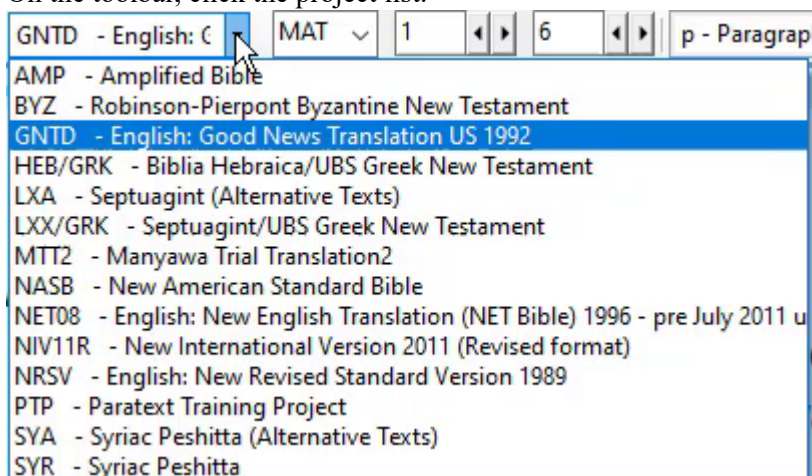 On the toolbar, click the project list.
GNTD - English: G MAT 1 6 p - Paragrap
AMP - Amplified Bible
BYZ - Robinson-Pierpont Byzantine New Testament
GNTD - English: Good News Translation US 1992
HEB/GRK - Biblia Hebraica/UBS Greek New Testament
LXA - Septuagint (Alternative Texts)
LXX/GRK - Septuagint/UBS Greek New Testament
MTT2 - Manyawa Trial Translation2
NASB - New American Standard Bible
NET08 - English: New English Translation (NET Bible) 1996 - pre July 2011 u
NIV11R - New International Version 2011 (Revised format)
NRSV - English: New Revised Standard Version 1989
PTP - Paratext Training Project
SYA - Syriac Peshitta (Alternative Texts)
SYR - Syriac Peshitta